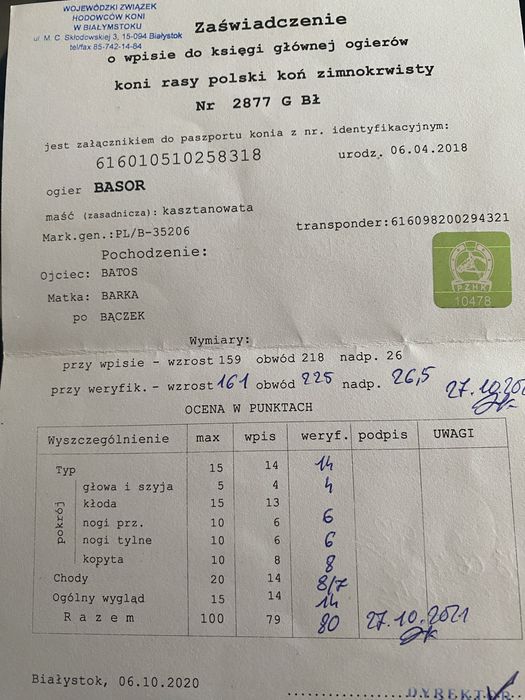 WOJEWÓDZKI ZWIĄZEK
HODOWCÓW KONI
W BIAŁYMSTOKU
ul. M. C. Skłodowskiej 3, 15-094 Białystok
tel/fax 85-742-14-84
Zaświadczenie
o wpisie do księgi głównej ogierów
koni rasy polski koń zimnokrwisty
Nr 2877 G BŁ
jest załącznikiem do paszportu konia z nr. identyfikacyjnym:
616010510258318 urodz. 06.04.2018
ogier BASOR
maść (zasadnicza): kasztanowata
Mark.gen.:PL/B-35206 transponder:616098200294321
Pochodzenie:
Ojciec: BATOS
Matka: BARKA
po BĄCZEK
PZHK
10478
Wymiary:
przy wpisie - wzrost 159 obwód 218 nadp. 26
przy weryfik. - wzrost 161 obwód 225 nadp. 26,5
OCENA W PUNKTACH
Wyszczególnienie max wpis weryf. podpis UWAGI
Typ 15 14 14
pokrój
głowa i szyja 5 4 4
kłoda 15 13
nogi prz. 10 6 6
nogi tylne 10 6 6
kopyta 10 8 8
Chody 20 14 8/7
Ogólny wygląd 15 14 14
Razem 100 79 80 27.10.2021
Białystok, 06.10.2020
DYREKTOR